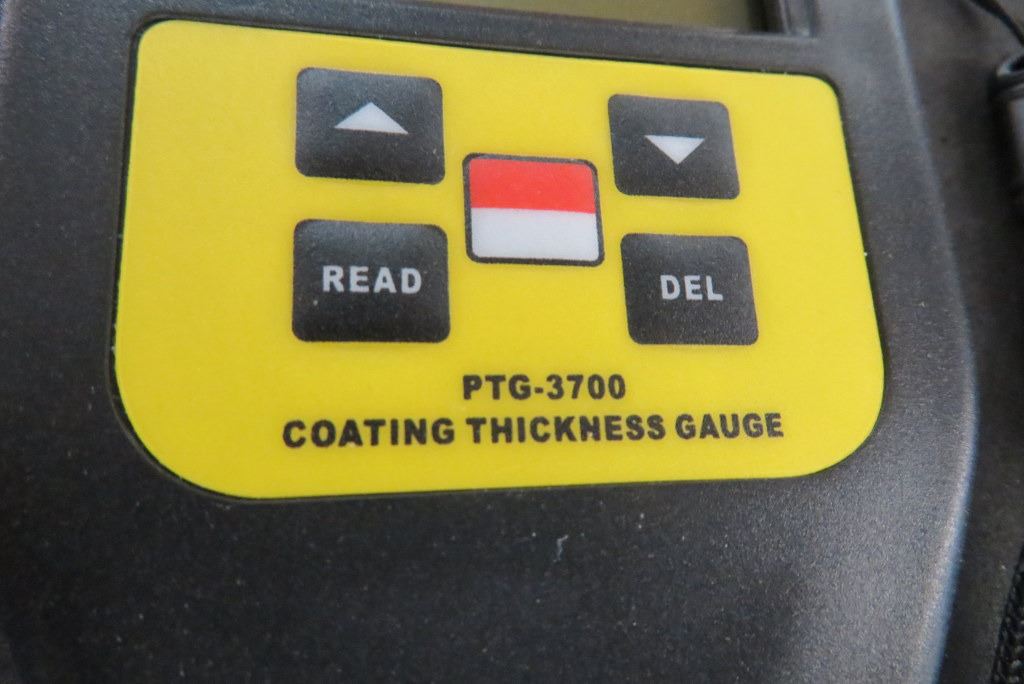 READ
DEL
PTG-3700
COATING THICKNESS GAUGE